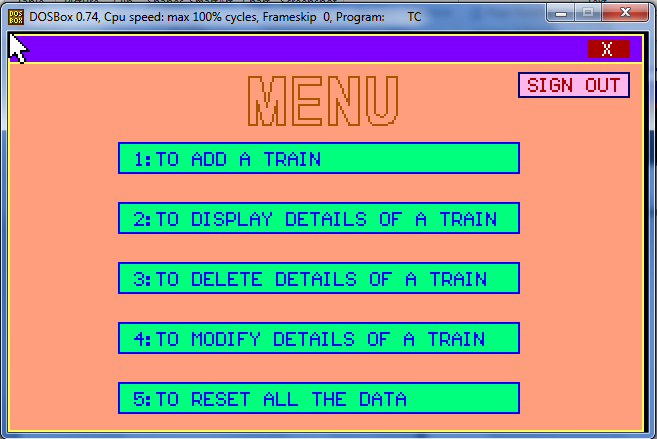 DOSBox 0.74, Cpu speed: max 100% cycles, Frameskip 0, Program: TC
X
SIGN OUT
MENU
1:TO ADD A TRAIN
2:TO DISPLAY DETAILS OF A TRAIN
3:TO DELETE DETAILS OF A TRAIN
4:TO MODIFY DETAILS OF A TRAIN
5:TO RESET ALL THE DATA